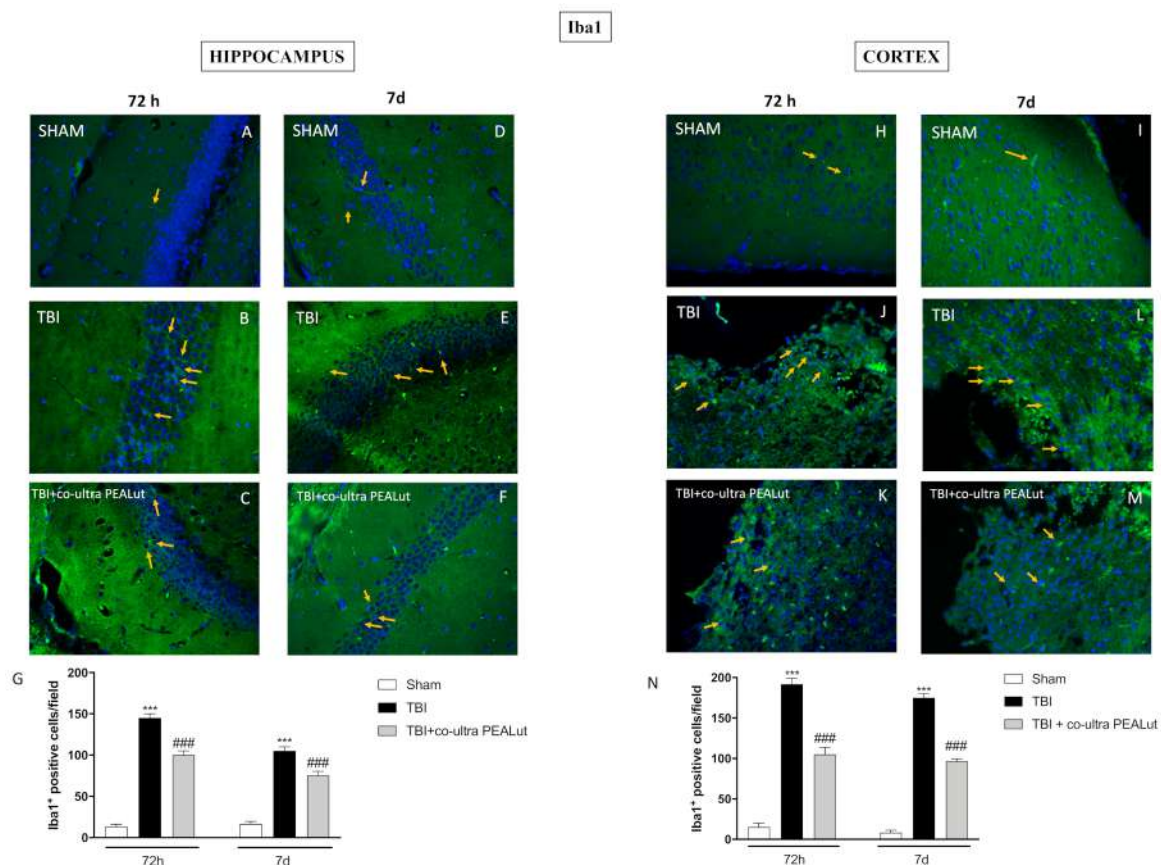 Iba1
HIPPOCAMPUS
CORTEX
72 h
7d
72 h
7d
SHAM
A
SHAM
D
SHAM
H
SHAM
I
TBI
B
TBI
E
TBI
J
TBI
L
TBI+co-ultra PEALut
C
TBI+co-ultra PEALut
F
TBI+co-ultra PEALut
K
TBI+co-ultra PEALut
M
G
Iba1⁺ positive cells/field
200
150
100
50
0
***
###
***
###
72h
7d
Sham
TBI
TBI+co-ultra PEALut
N
Iba1⁺ positive cells/field
200
150
100
50
0
***
###
***
###
72h
7d
Sham
TBI
TBI + co-ultra PEALut